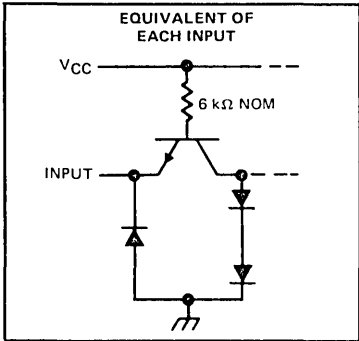 EQUIVALENT OF
EACH INPUT
VCC
6 kΩ NOM
INPUT